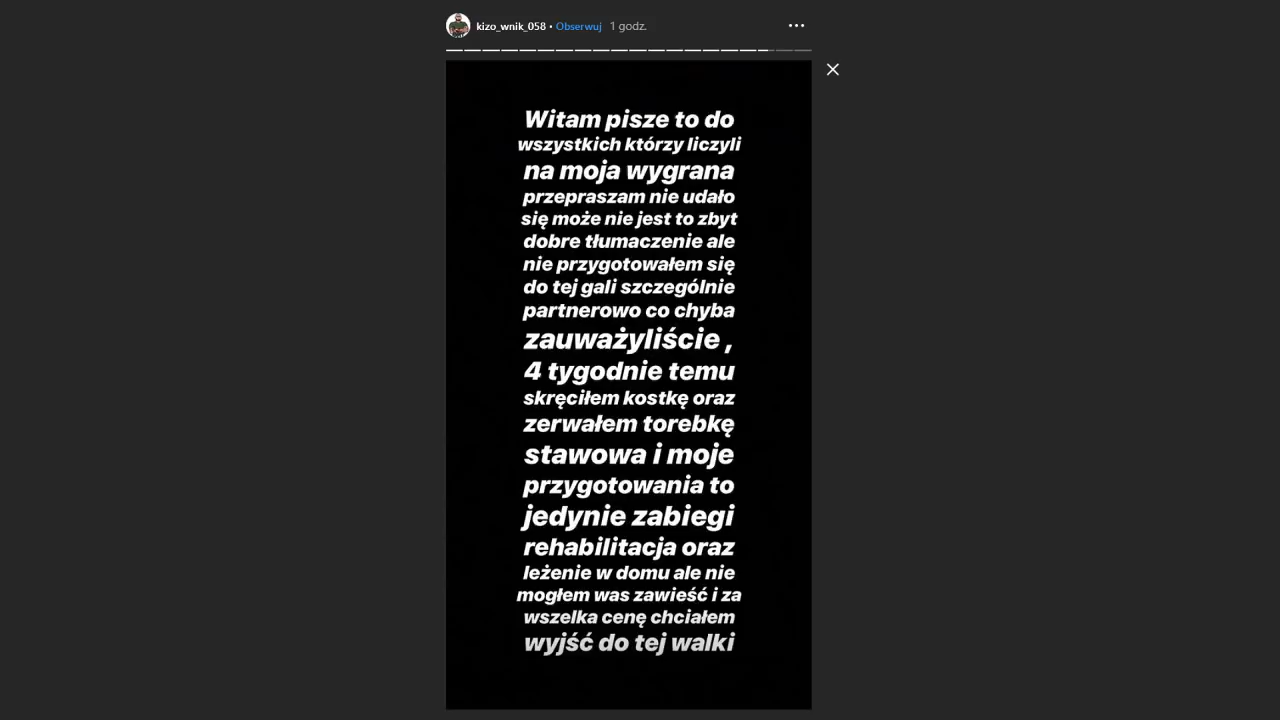 kizo_wnik_058 • Obserwuj 1 godz.
Witam pisze to do
wszystkich którzy liczyli
na moja wygrana
przepraszam nie udało
się może nie jest to zbyt
dobre tłumaczenie ale
nie przygotowałem się
do tej gali szczególnie
partnerowo co chyba
zauważyliście ,
4 tygodnie temu
skręciłem kostkę oraz
zerwałem torebkę
stawowa i moje
przygotowania to
jedynie zabiegi
rehabilitacja oraz
leżenie w domu ale nie
mogłem was zawieść i za
wszelka cenę chciałem
wyjść do tej walki